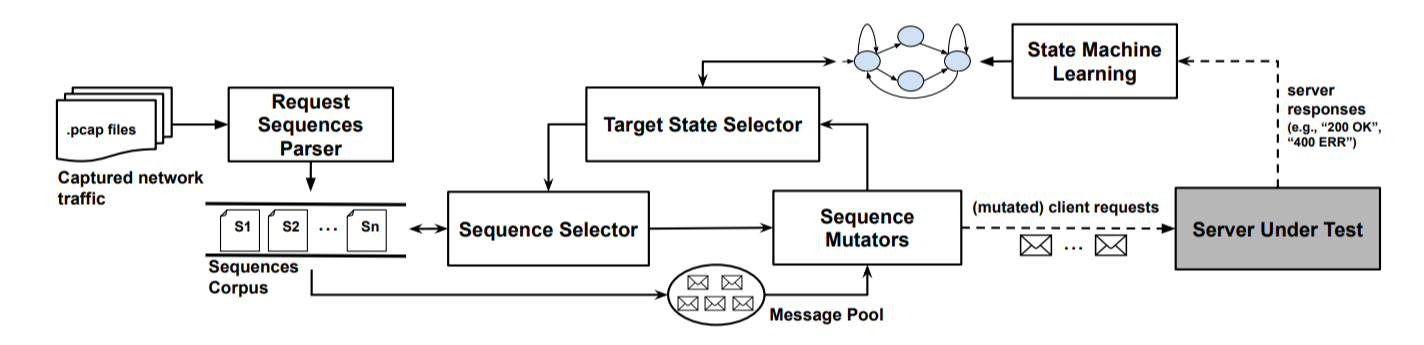 .pcap files
Captured network
traffic
Request
Sequences
Parser
S1
S2
...
Sn
Sequences
Corpus
Sequence Selector
Target State Selector
Message Pool
Sequence
Mutators
State Machine
Learning
(mutated) client requests
...
server
responses
(e.g., “200 OK”,
“400 ERR”)
Server Under Test